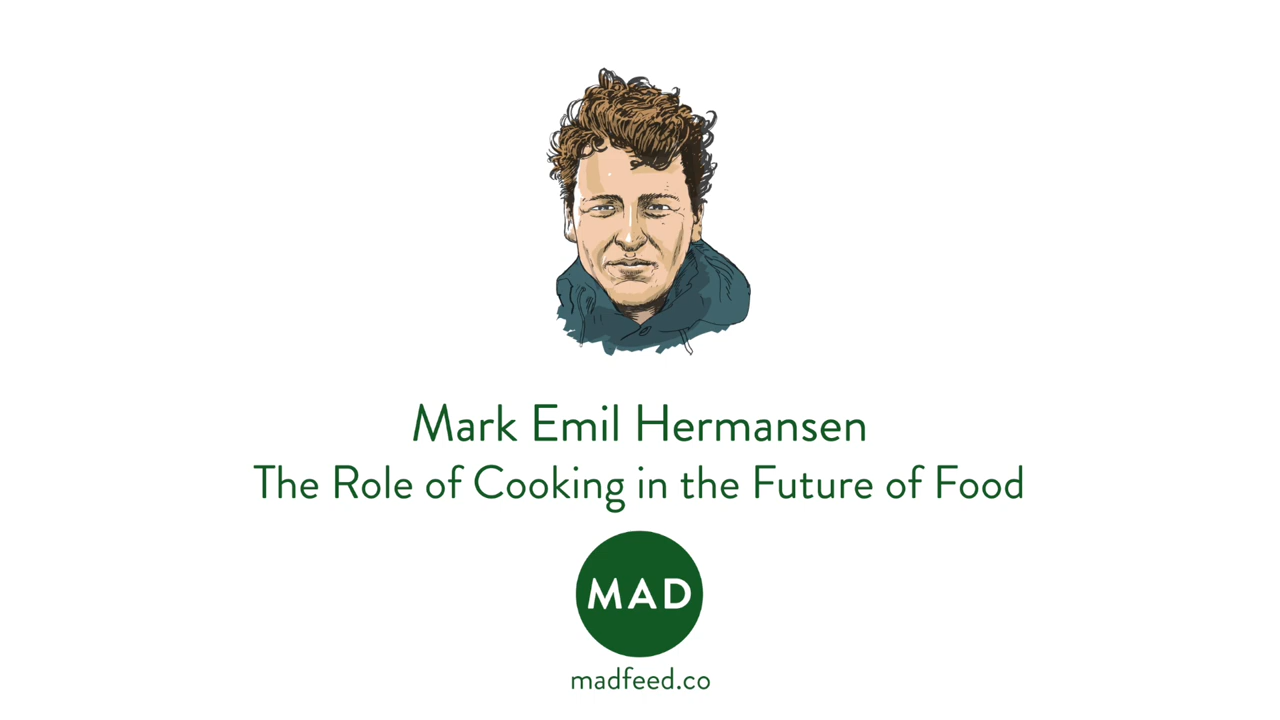 Mark Emil Hermansen
The Role of Cooking in the Future of Food
MAD
madfeed.co